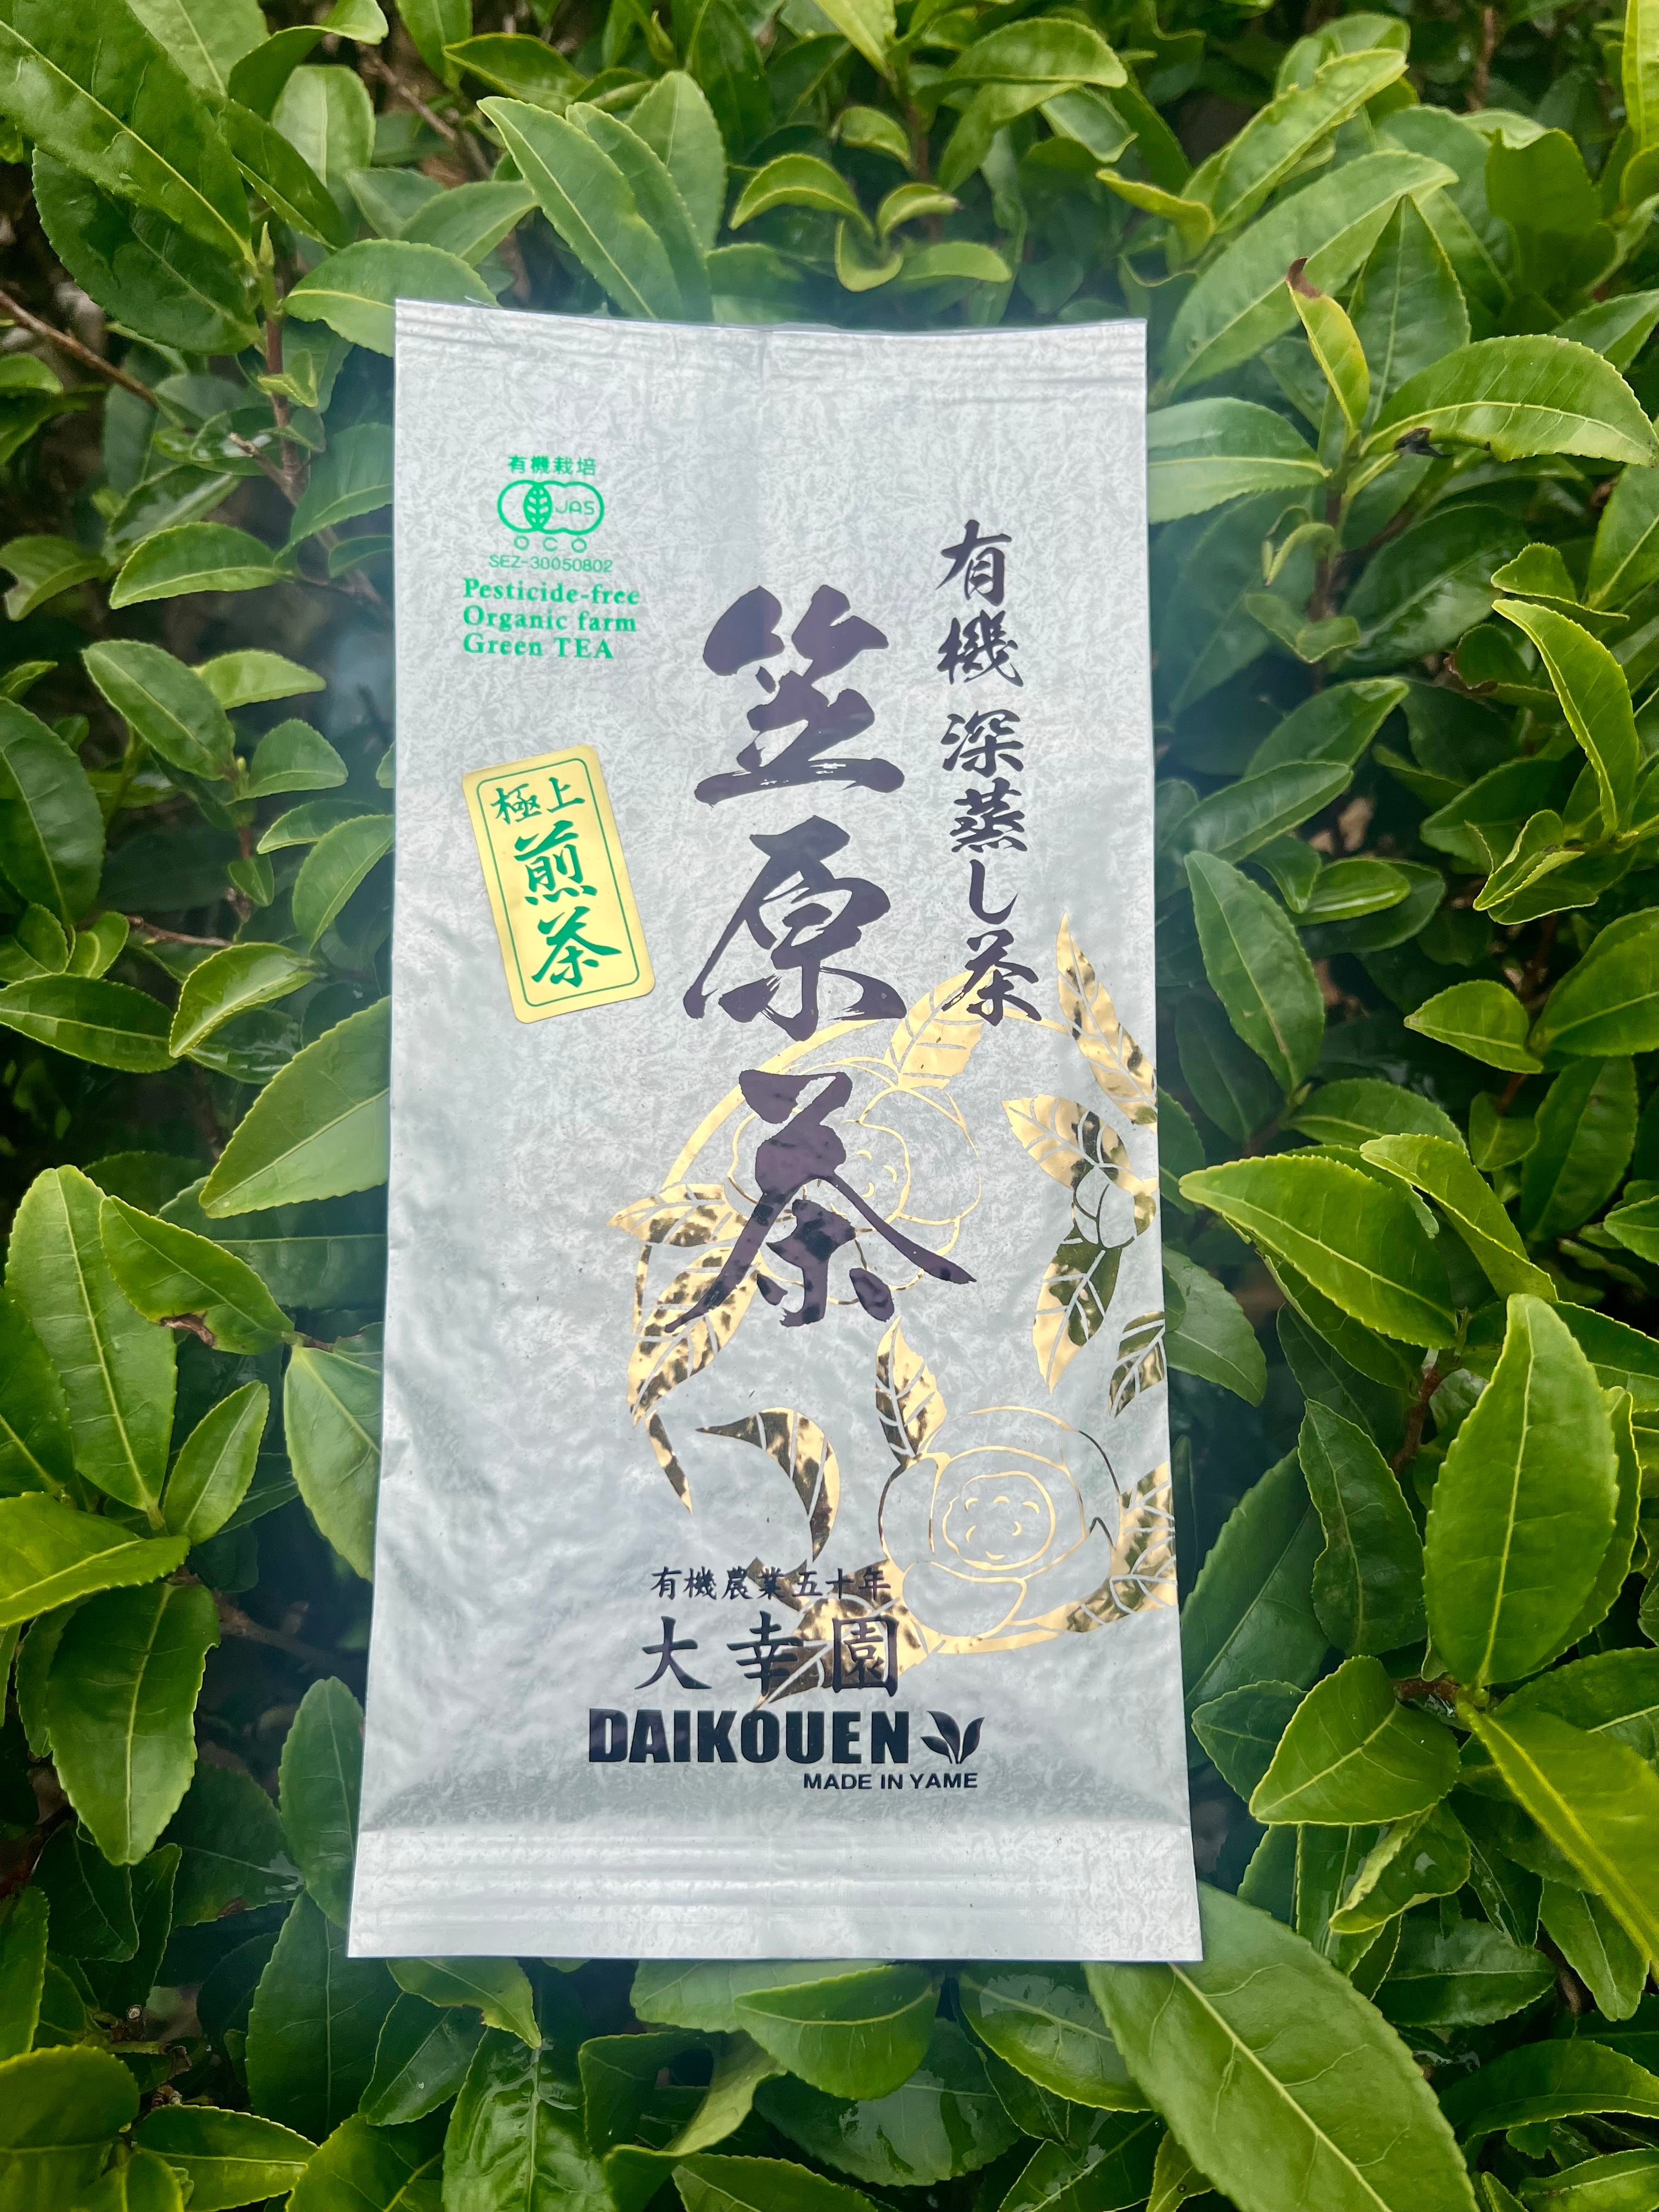 有機栽培
JAS
OCO
SEZ-30050802
Pesticide-free
Organic farm
Green TEA
有機 深蒸し茶
笠原茶
極上
煎茶
有機農業五十年
大幸園
DAIKOUEN
MADE IN YAME